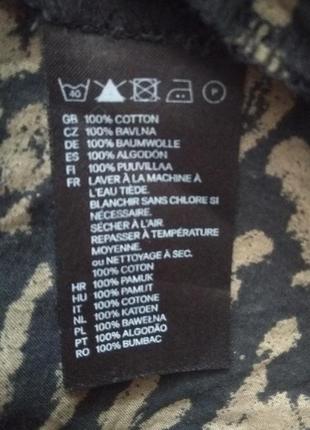 40 P
GB 100% COTTON
CZ 100% BAVLNA
DE 100% BAUMWOLLE
ES 100% ALGODÓN
FI 100% PUUVILLAA
FR LAVER À LA MACHINE À
L'EAU TIÈDE.
BLANCHIR SANS CHLORE SI
NÉCESSAIRE.
SÉCHER À L'AIR.
REPASSER À TEMPÉRATURE
MOYENNE.
ou NETTOYAGE À SEC.
100% COTON
HR 100% PAMUK
HU 100% PAMUT
IT 100% COTONE
NL 100% KATOEN
PL 100% BAWEŁNA
PT 100% ALGODÃO
RO 100% BUMBAC